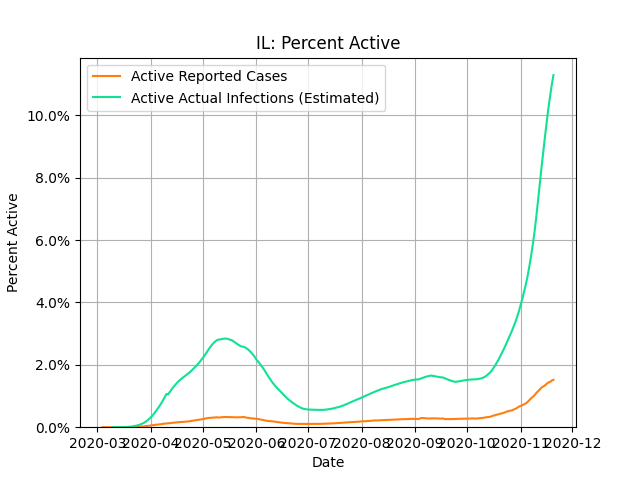 IL: Percent Active
Active Reported Cases
Active Actual Infections (Estimated)
Percent Active
10.0%
8.0%
6.0%
4.0%
2.0%
0.0%
2020-03 2020-04 2020-05 2020-06 2020-07 2020-08 2020-09 2020-10 2020-11 2020-12
Date